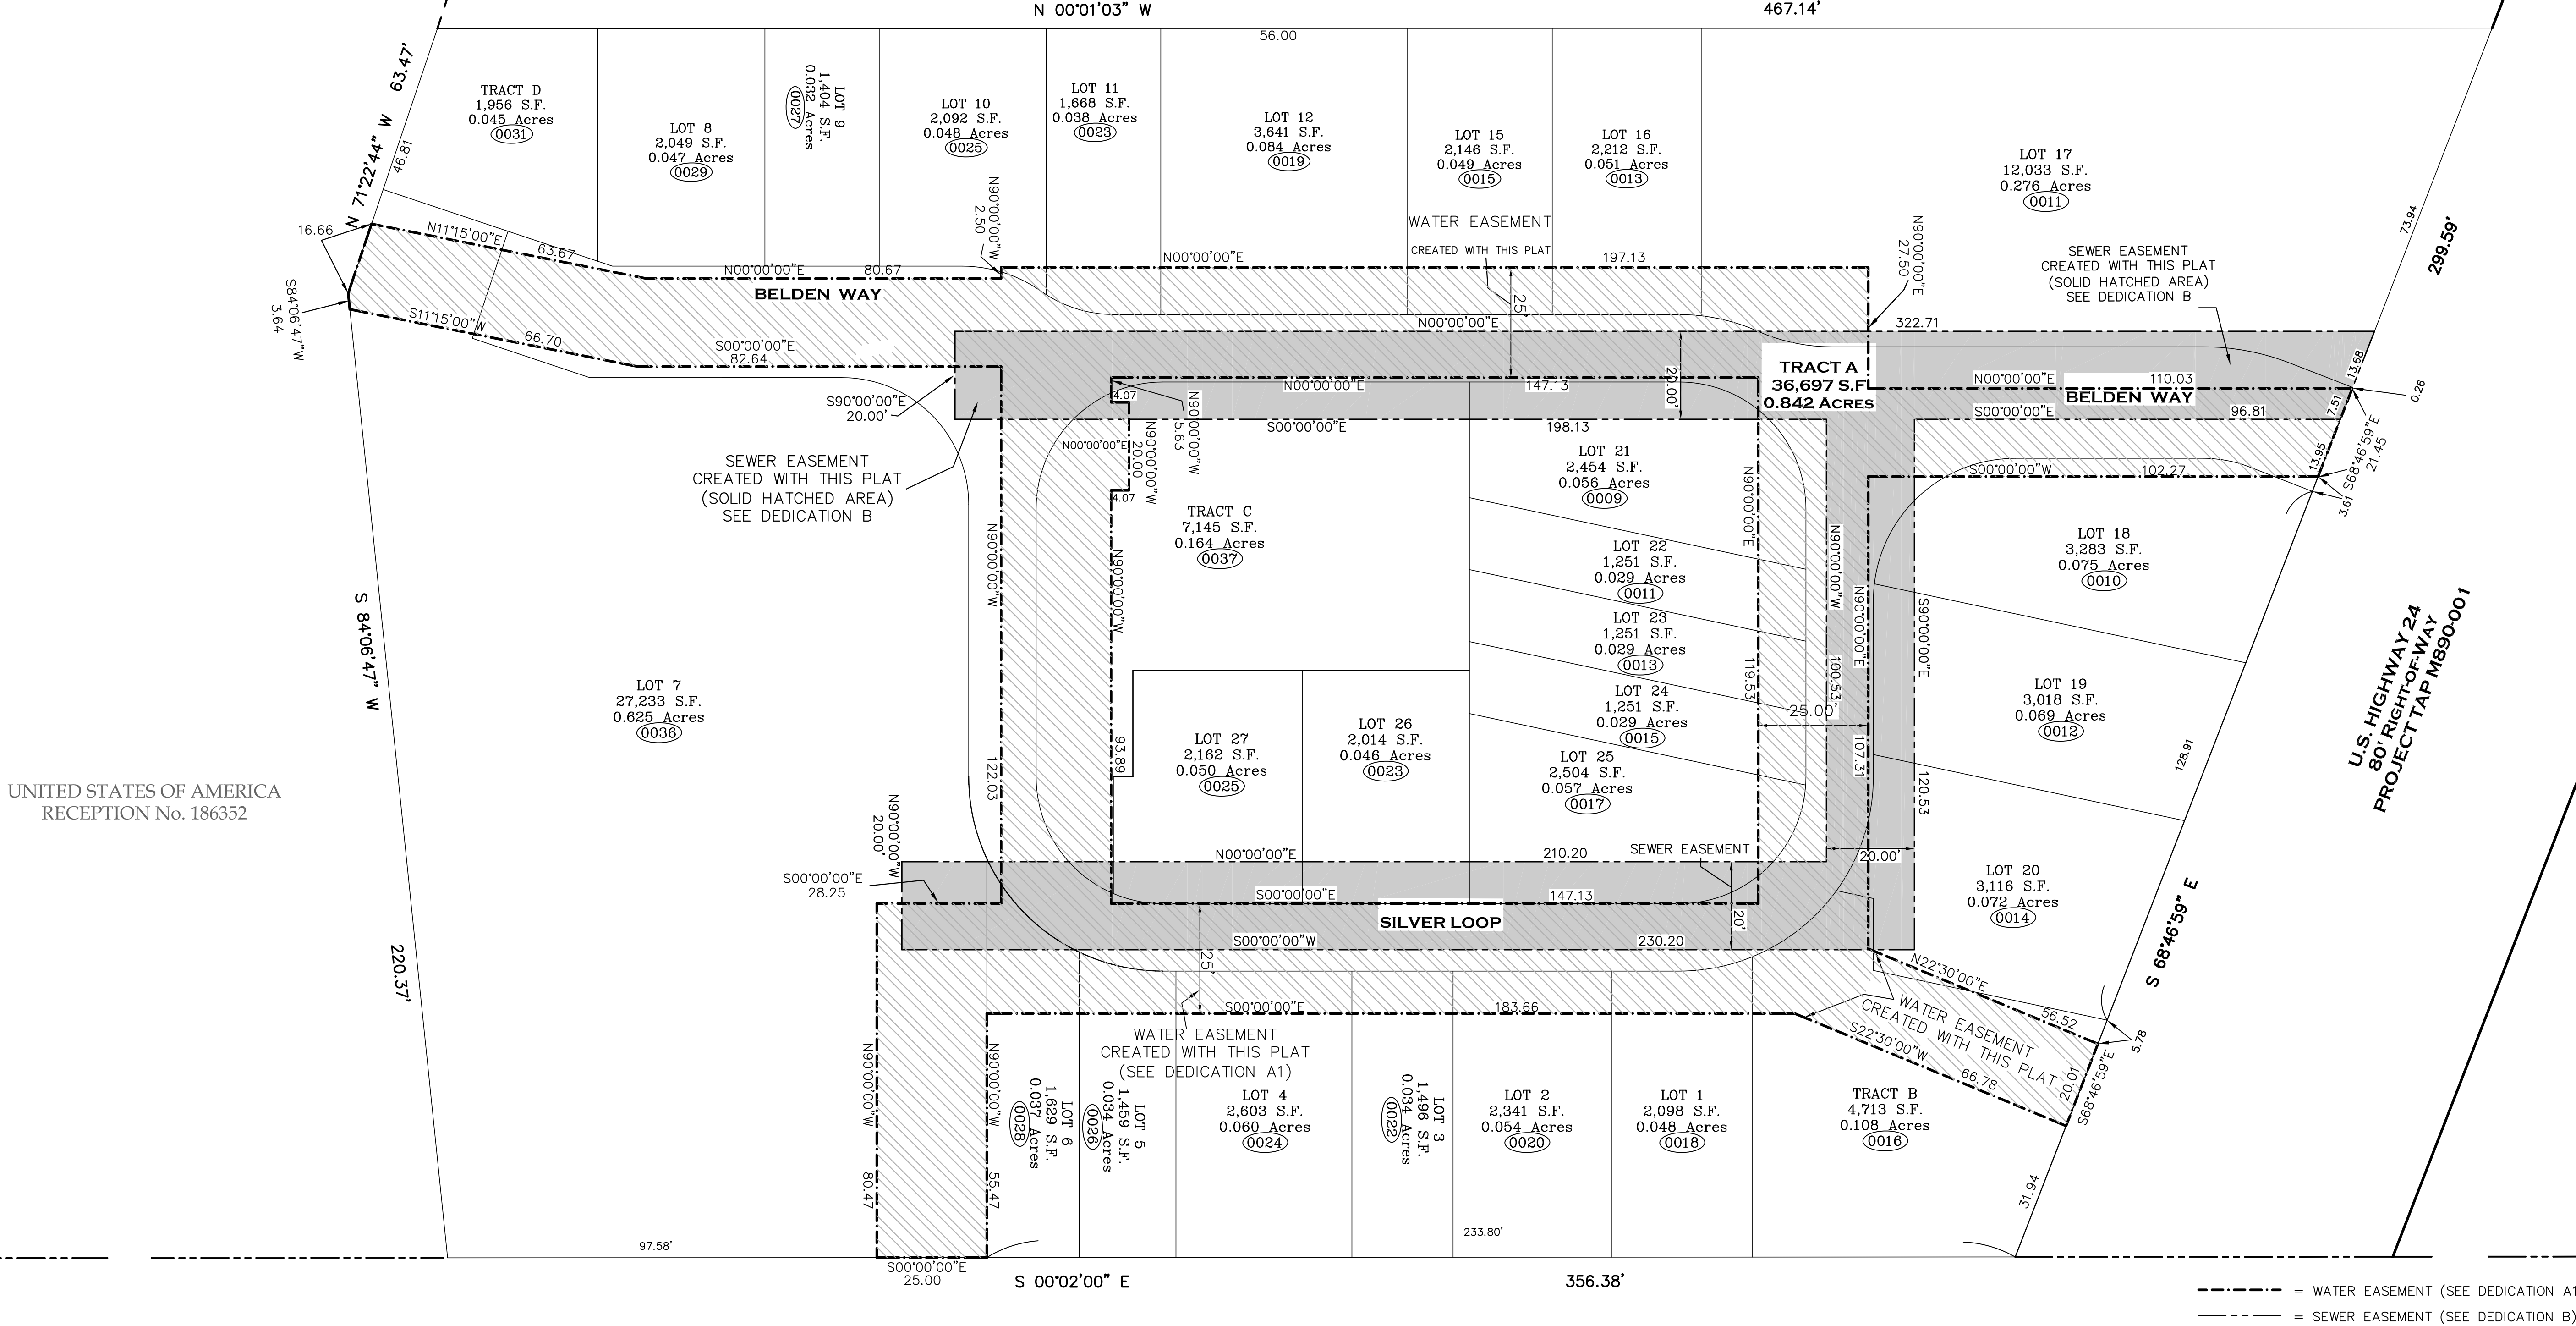 N 00°01'03" W
467.14'
56.00
63.47'
N 71°22'44" W
46.81
TRACT D
1,956 S.F.
0.045 Acres
0031
LOT 8
2,049 S.F.
0.047 Acres
0029
LOT 9
1,404 S.F.
0.032 Acres
0027
LOT 10
2,092 S.F.
0.048 Acres
0025
LOT 11
1,668 S.F.
0.038 Acres
0023
LOT 12
3,641 S.F.
0.084 Acres
0019
LOT 15
2,146 S.F.
0.049 Acres
0015
LOT 16
2,212 S.F.
0.051 Acres
0013
LOT 17
12,033 S.F.
0.276 Acres
0011
73.94
299.59'
16.66
N11°15'00"E
63.67
N00°00'00"E
80.67
BELDEN WAY
N90°00'00"W
2.50
WATER EASEMENT
CREATED WITH THIS PLAT
N00°00'00"E
197.13
25'
N90°00'00"E
27.50
SEWER EASEMENT
CREATED WITH THIS PLAT
(SOLID HATCHED AREA)
SEE DEDICATION B
S84°06'47"W
3.64
S11°15'00"W
66.70
S00°00'00"E
82.64
N00°00'00"E
322.71
TRACT A
36,697 S.F.
0.842 ACRES
13.68
0.26
N00°00'00"E
110.03
BELDEN WAY
7.51
S00°00'00"E
96.81
13.95
S68°46'59"E
21.45
S00°00'00"W
102.27
3.61
S90°00'00"E
20.00'
4.07
N90°00'00"W
5.63
N00°00'00"E
147.13
20.00'
N00°00'00"E
N90°00'00"W
20.00
4.07
S00°00'00"E
198.13
SEWER EASEMENT
CREATED WITH THIS PLAT
(SOLID HATCHED AREA)
SEE DEDICATION B
TRACT C
7,145 S.F.
0.164 Acres
0037
LOT 21
2,454 S.F.
0.056 Acres
0009
LOT 22
1,251 S.F.
0.029 Acres
0011
LOT 23
1,251 S.F.
0.029 Acres
0013
LOT 24
1,251 S.F.
0.029 Acres
0015
LOT 25
2,504 S.F.
0.057 Acres
0017
LOT 26
2,014 S.F.
0.046 Acres
0023
LOT 27
2,162 S.F.
0.050 Acres
0025
N90°00'00"W
122.03
N90°00'00"W
93.89
N90°00'00"E
119.53
N90°00'00"W
100.53
25.00'
N90°00'00"E
107.31
S90°00'00"E
120.53
20.00'
LOT 18
3,283 S.F.
0.075 Acres
0010
LOT 19
3,018 S.F.
0.069 Acres
0012
LOT 20
3,116 S.F.
0.072 Acres
0014
128.91
U.S. HIGHWAY 24
80' RIGHT-OF-WAY
PROJECT TAP M890-001
S 68°46'59" E
S 84°06'47" W
220.37'
LOT 7
27,233 S.F.
0.625 Acres
0036
UNITED STATES OF AMERICA
RECEPTION No. 186352
N90°00'00"W
20.00'
S00°00'00"E
28.25
N00°00'00"E
210.20
SEWER EASEMENT
S00°00'00"E
147.13
SILVER LOOP
20'
S00°00'00"W
230.20
25'
S00°00'00"E
183.66
WATER EASEMENT
CREATED WITH THIS PLAT
(SEE DEDICATION A1)
N22°30'00"E
56.52
WATER EASEMENT
CREATED WITH THIS PLAT
S22°30'00"W
66.78
5.78
20.01
S68°46'59"E
31.94
N90°00'00"W
80.47
N90°00'00"W
55.47
LOT 6
1,629 S.F.
0.037 Acres
0028
LOT 5
1,459 S.F.
0.034 Acres
0026
LOT 4
2,603 S.F.
0.060 Acres
0024
LOT 3
1,496 S.F.
0.034 Acres
0022
LOT 2
2,341 S.F.
0.054 Acres
0020
LOT 1
2,098 S.F.
0.048 Acres
0018
TRACT B
4,713 S.F.
0.108 Acres
0016
97.58'
233.80'
S00°00'00"E
25.00
S 00°02'00" E
356.38'
= WATER EASEMENT (SEE DEDICATION A1
= SEWER EASEMENT (SEE DEDICATION B)